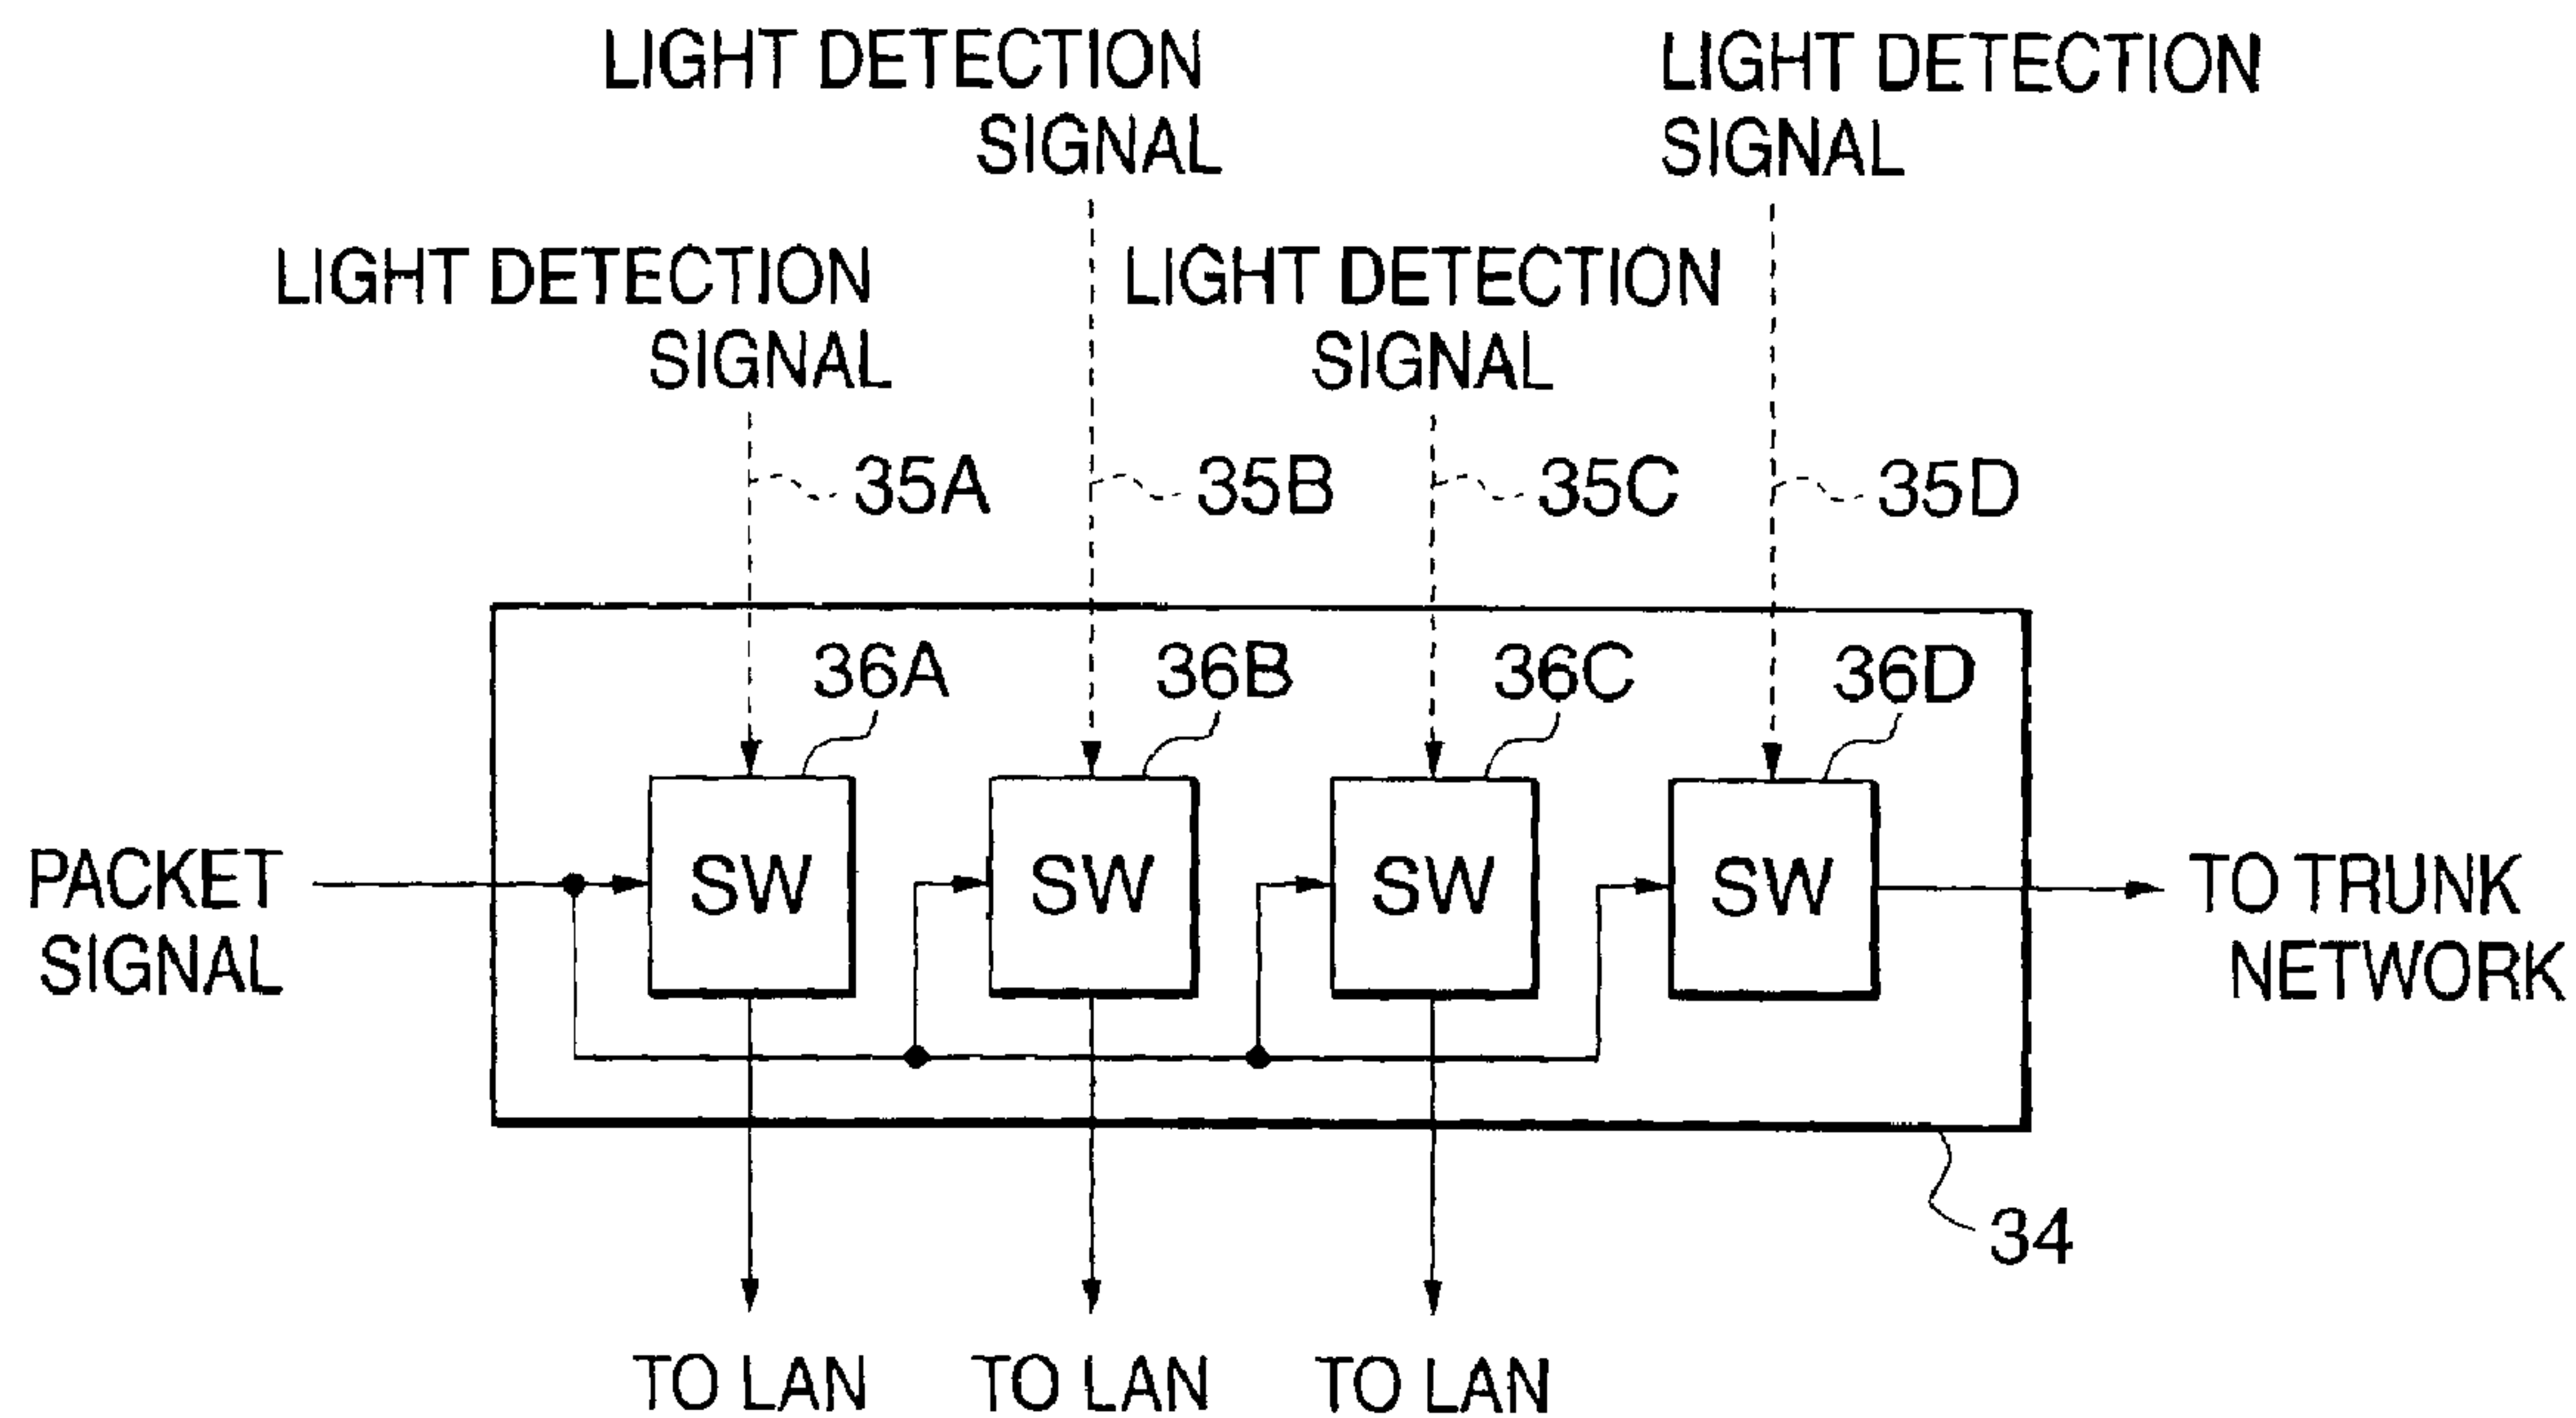 LIGHT DETECTION
SIGNAL
LIGHT DETECTION
SIGNAL
LIGHT DETECTION
SIGNAL
LIGHT DETECTION
SIGNAL
35A
35B
35C
35D
36A
36B
36C
36D
PACKET
SIGNAL
SW
SW
SW
SW
TO TRUNK
NETWORK
34
TO LAN
TO LAN
TO LAN